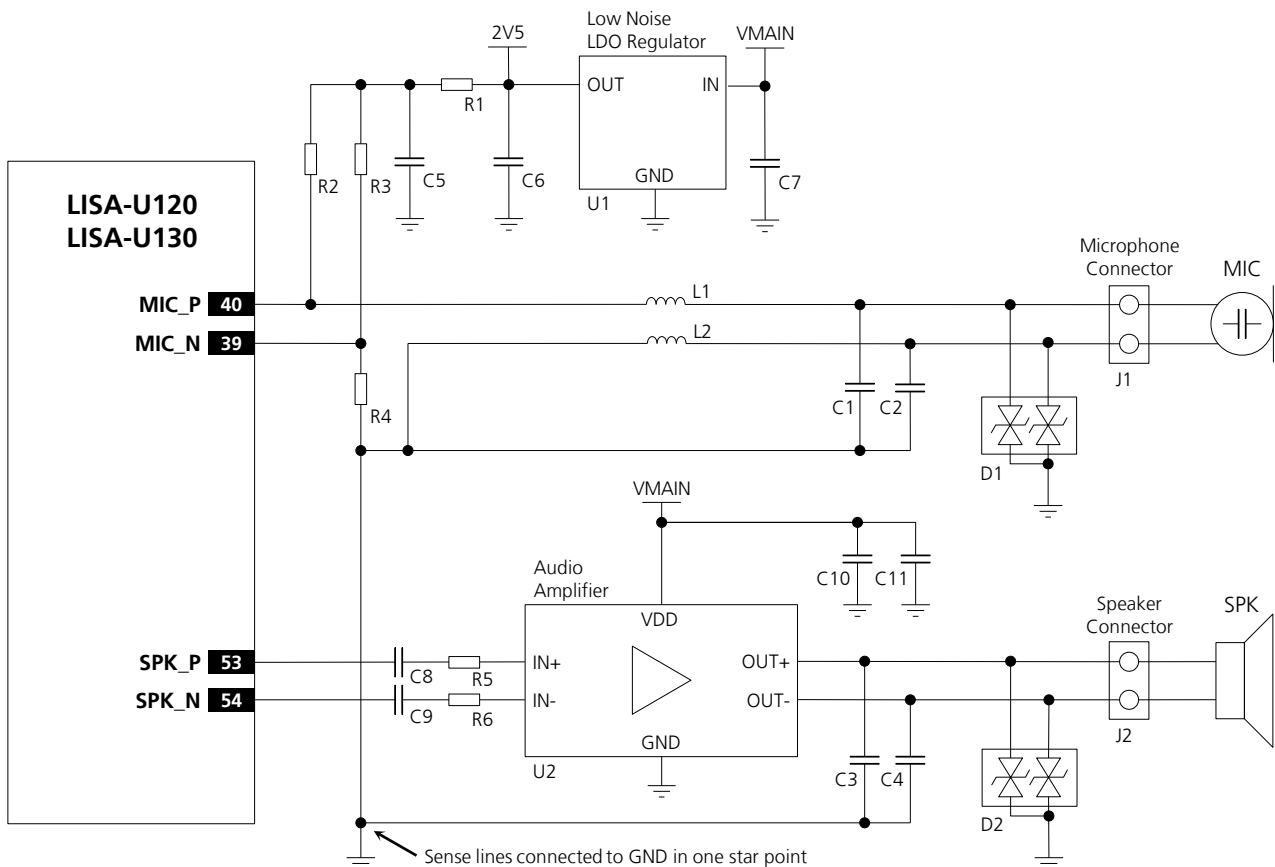 Low Noise
LDO Regulator
2V5
VMAIN
OUT
IN
R1
GND
U1
R2
R3
C5
C6
C7
LISA-U120
LISA-U130
Microphone
Connector
MIC
MIC_P 40
L1
MIC_N 39
L2
J1
R4
C1
C2
D1
VMAIN
Audio
Amplifier
C10
C11
VDD
Speaker
Connector
SPK
SPK_P 53
C8
R5
IN+
OUT+
SPK_N 54
C9
R6
IN-
OUT-
GND
J2
U2
C3
C4
D2
Sense lines connected to GND in one star point